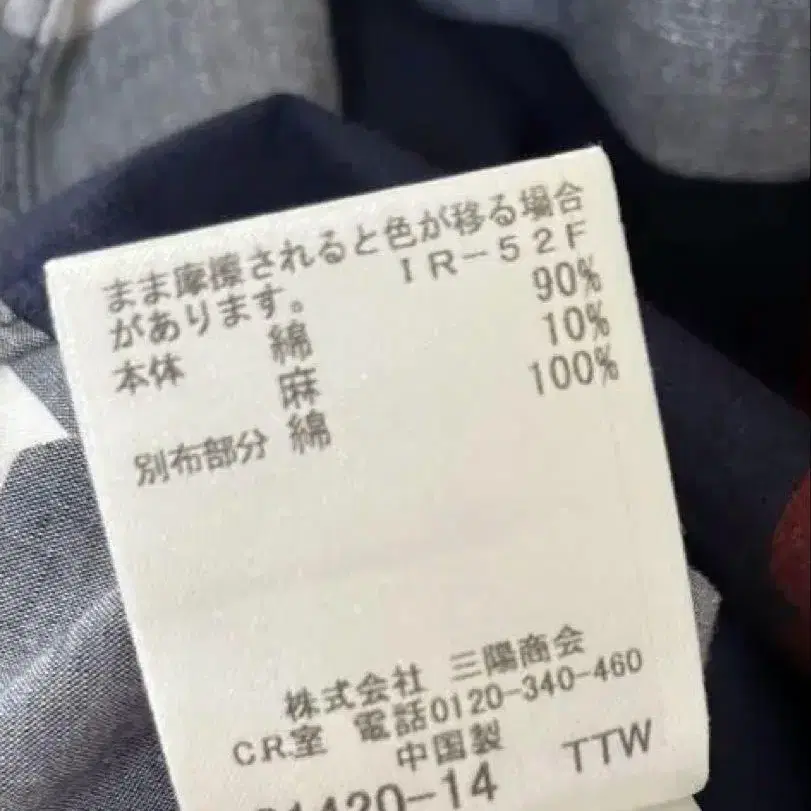 まま摩擦されると色が移る場合
があります。 IR-52F
本体 綿 90%
麻 10%
別布部分 綿 100%
株式会社 三陽商会
CR室 電話0120-340-460
中国製
1420-14 TTW